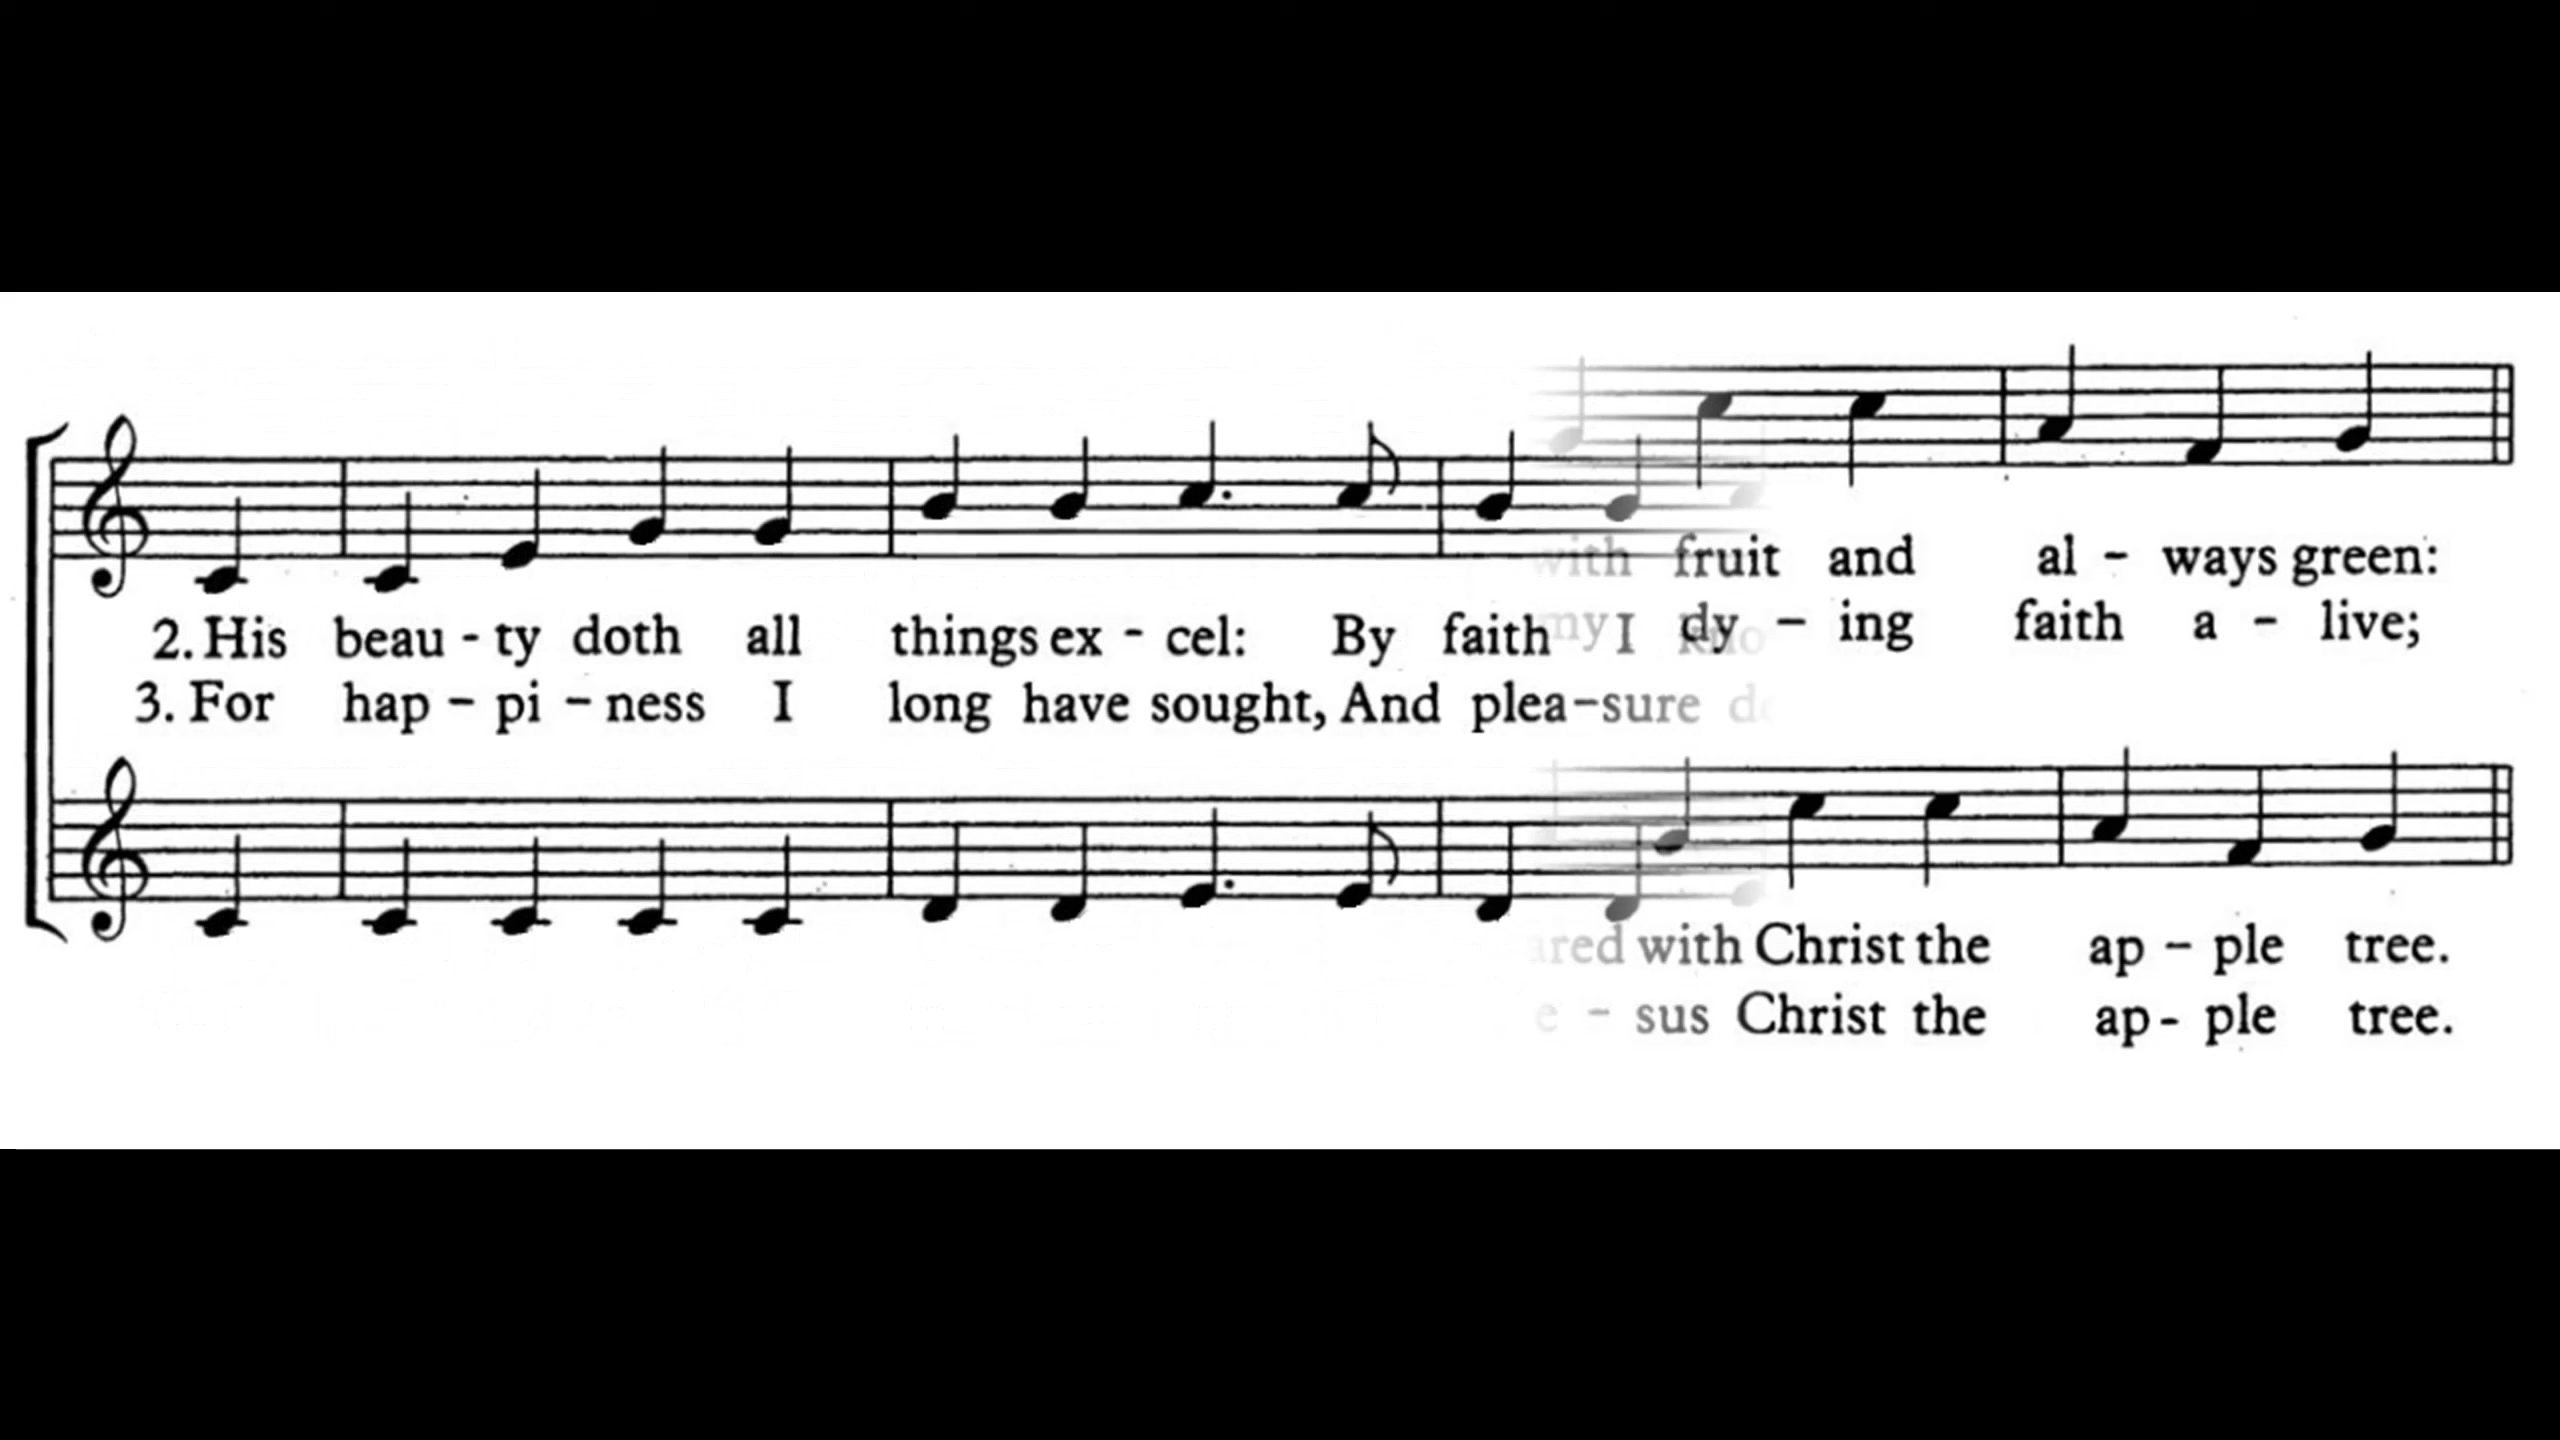 with fruit and al - ways green:
my dy - ing faith a - live;
2. His beau - ty doth all things ex - cel: By faith I
3. For hap - pi - ness I long have sought, And plea-sure
with Christ the ap - ple tree.
sus Christ the ap - ple tree.